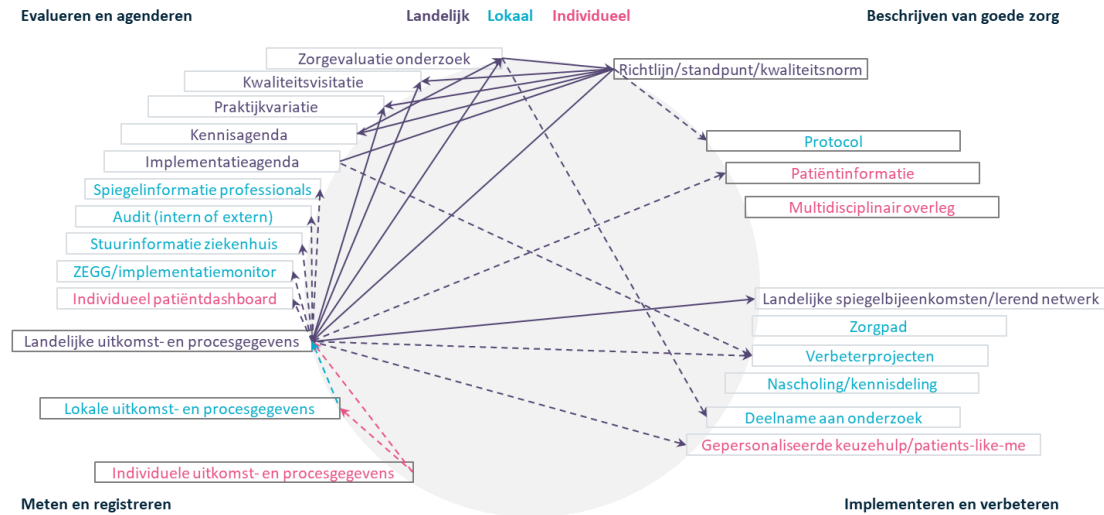 Evalueren en agenderen
Landelijk Lokaal Individueel
Beschrijven van goede zorg
Zorgevaluatie onderzoek
Kwaliteitsvisitatie
Praktijkvariatie
Kennisagenda
Implementatieagenda
Spiegelinformatie professionals
Audit (intern of extern)
Stuurinformatie ziekenhuis
ZEGG/implementatiemonitor
Individueel patiëntdashboard
Landelijke uitkomst- en procesgegevens
Lokale uitkomst- en procesgegevens
Individuele uitkomst- en procesgegevens
Richtlijn/standpunt/kwaliteitsnorm
Protocol
Patiëntinformatie
Multidisciplinair overleg
Landelijke spiegelbijeenkomsten/lerend netwerk
Zorgpad
Verbeterprojecten
Nascholing/kennisdeling
Deelname aan onderzoek
Gepersonaliseerde keuzehulp/patients-like-me
Meten en registreren
Implementeren en verbeteren